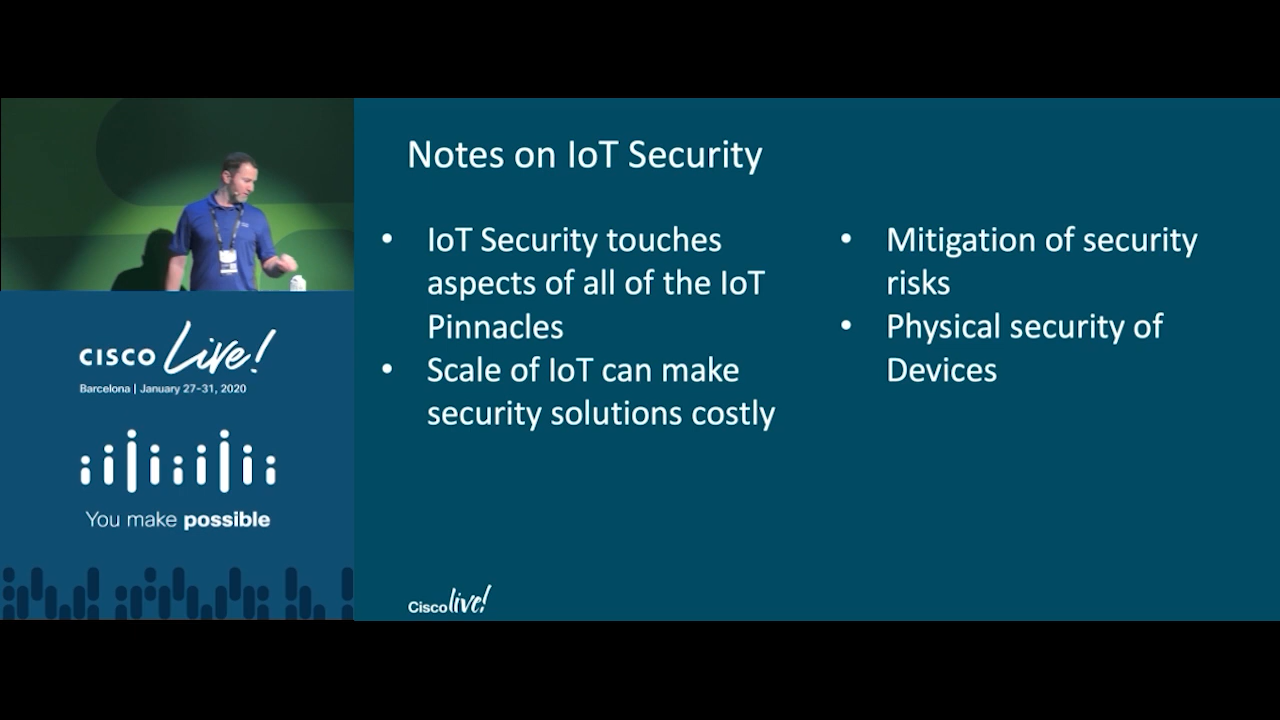 Notes on IoT Security
• IoT Security touches
aspects of all of the IoT
Pinnacles
• Scale of IoT can make
security solutions costly
• Mitigation of security
risks
• Physical security of
Devices
CISCO Live!
Barcelona | January 27-31, 2020
You make possible
Cisco live!